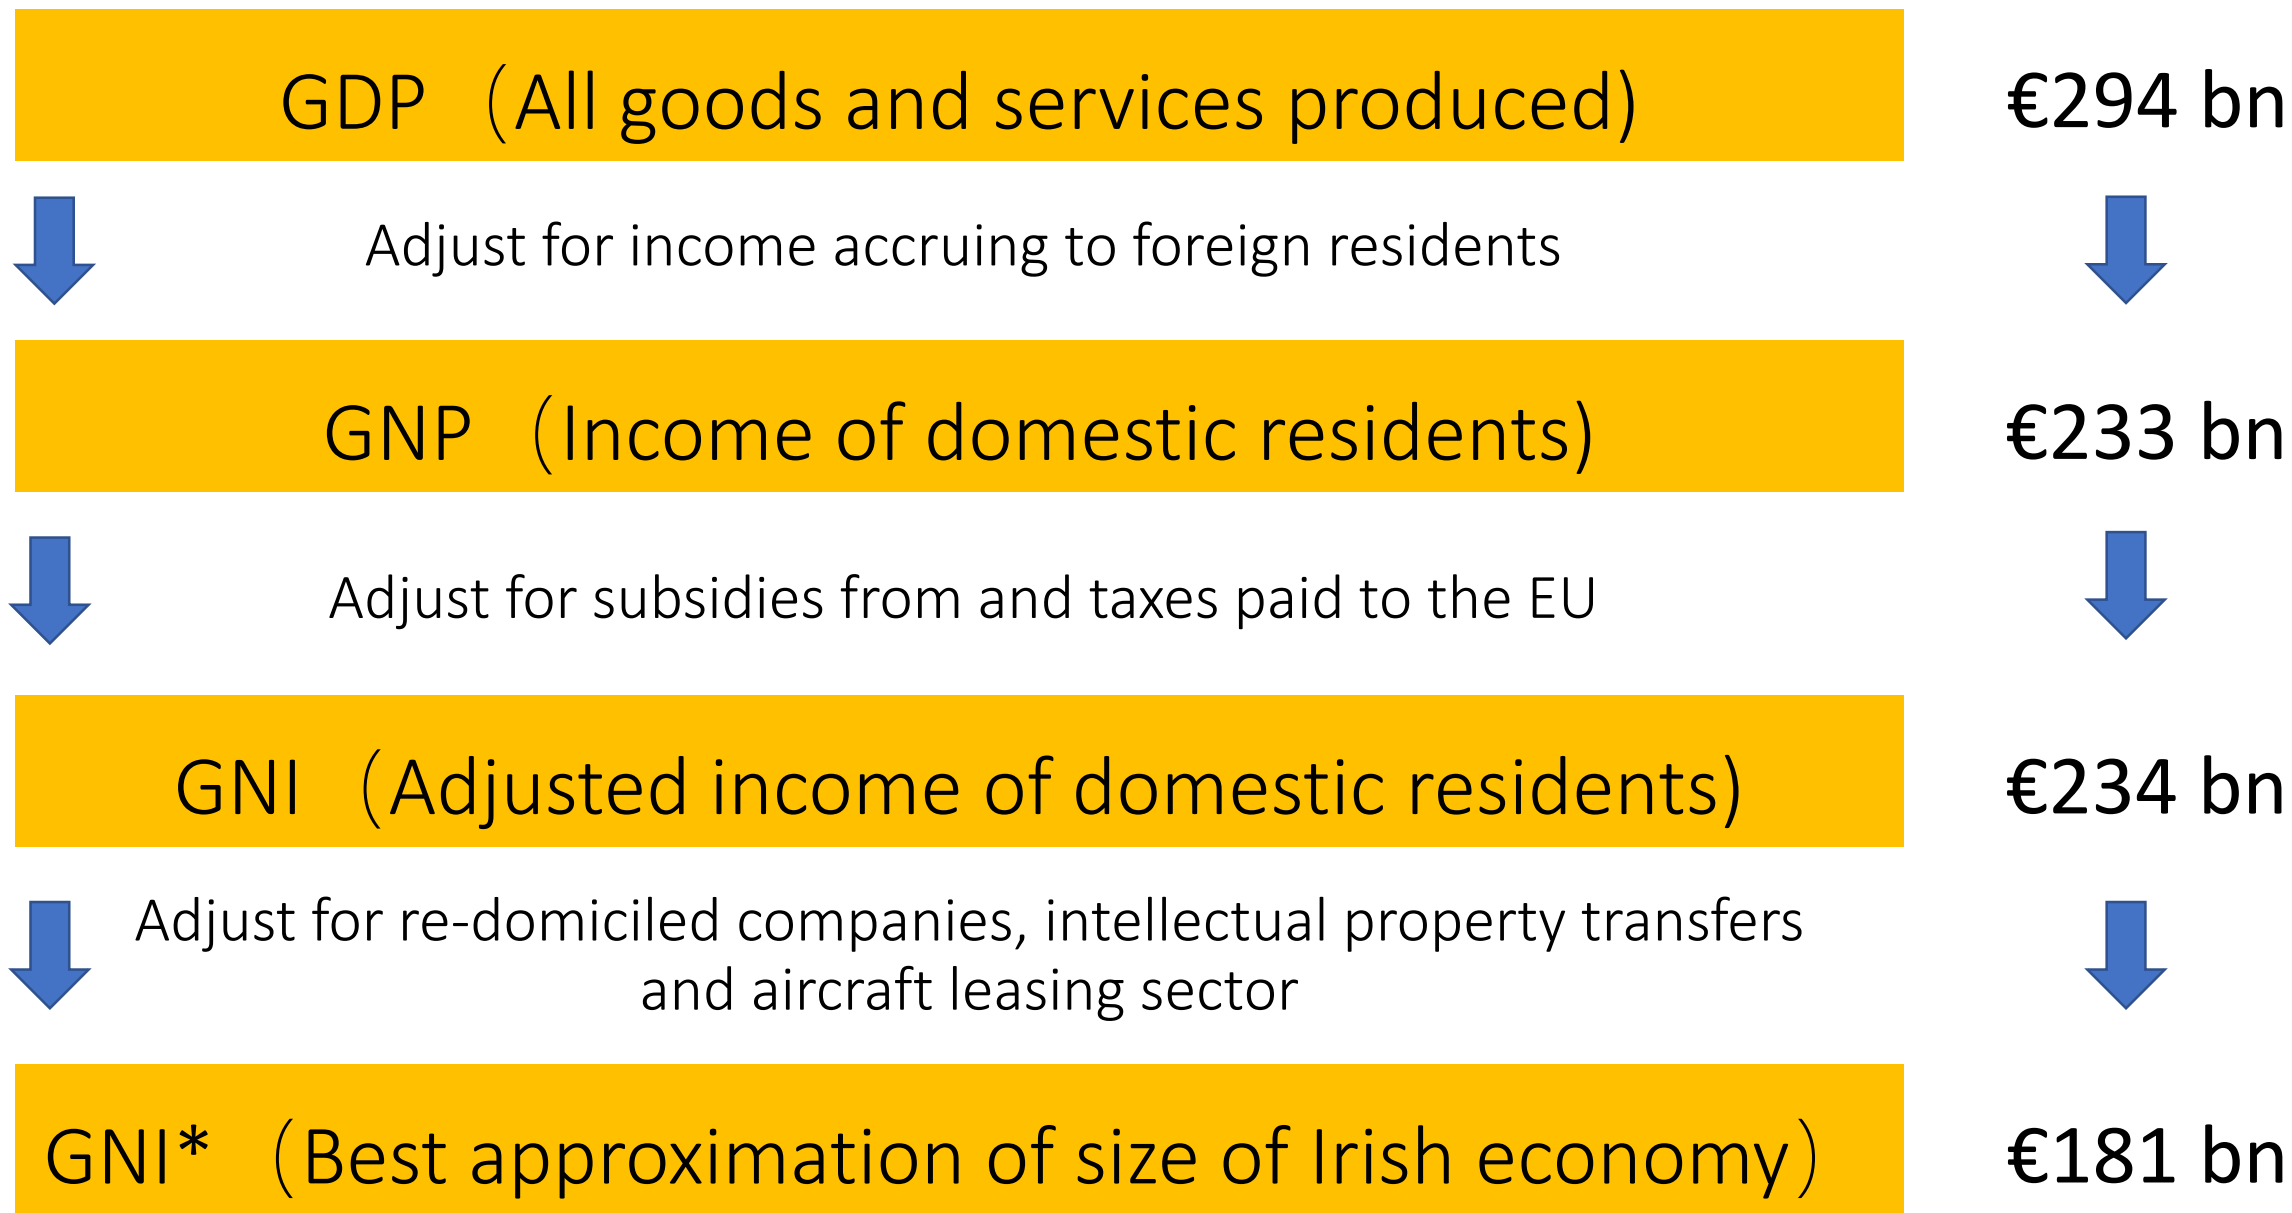 GDP （All goods and services produced) €294 bn
Adjust for income accruing to foreign residents
GNP （Income of domestic residents) €233 bn
Adjust for subsidies from and taxes paid to the EU
GNI （Adjusted income of domestic residents) €234 bn
Adjust for re-domiciled companies, intellectual property transfers
and aircraft leasing sector
GNI* （Best approximation of size of Irish economy） €181 bn